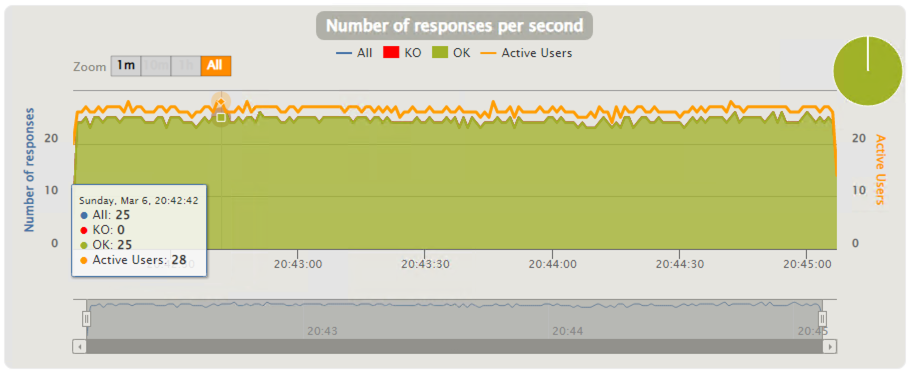 Number of responses per second
All KO OK Active Users
Zoom 1m 10m 1h All
Number of responses
20
10
0
20
10
0
Active Users
Sunday, Mar 6, 20:42:42
All: 25
KO: 0
OK: 25
Active Users: 28
20:43:00 20:43:30 20:44:00 20:44:30 20:45:00
20:43 20:44 20:45